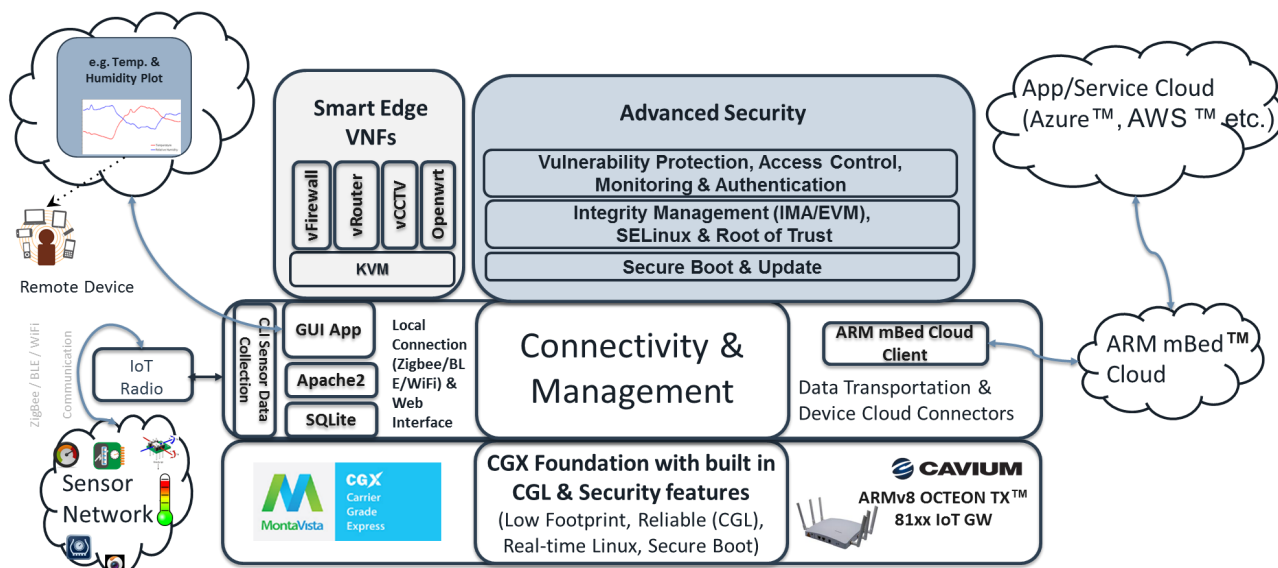 e.g. Temp. &
Humidity Plot
Remote Device
Smart Edge
VNFs
vFirewall
vRouter
vCCTV
Openwrt
KVM
Advanced Security
Vulnerability Protection, Access Control,
Monitoring & Authentication
Integrity Management (IMA/EVM),
SELinux & Root of Trust
Secure Boot & Update
App/Service Cloud
(Azure™, AWS ™ etc.)
ZigBee / BLE / WiFi
Communication
IoT
Radio
CLI Sensor Data
Collection
GUI App
Apache2
SQLite
Local
Connection
(Zigbee/BL
E/WiFi) &
Web
Interface
Connectivity &
Management
ARM mBed Cloud
Client
Data Transportation &
Device Cloud Connectors
ARM mBed™
Cloud
Sensor
Network
MontaVista
CGX
Carrier
Grade
Express
CGX Foundation with built in
CGL & Security features
(Low Footprint, Reliable (CGL),
Real-time Linux, Secure Boot)
CAVIUM
ARMv8 OCTEON TX™
81xx IoT GW